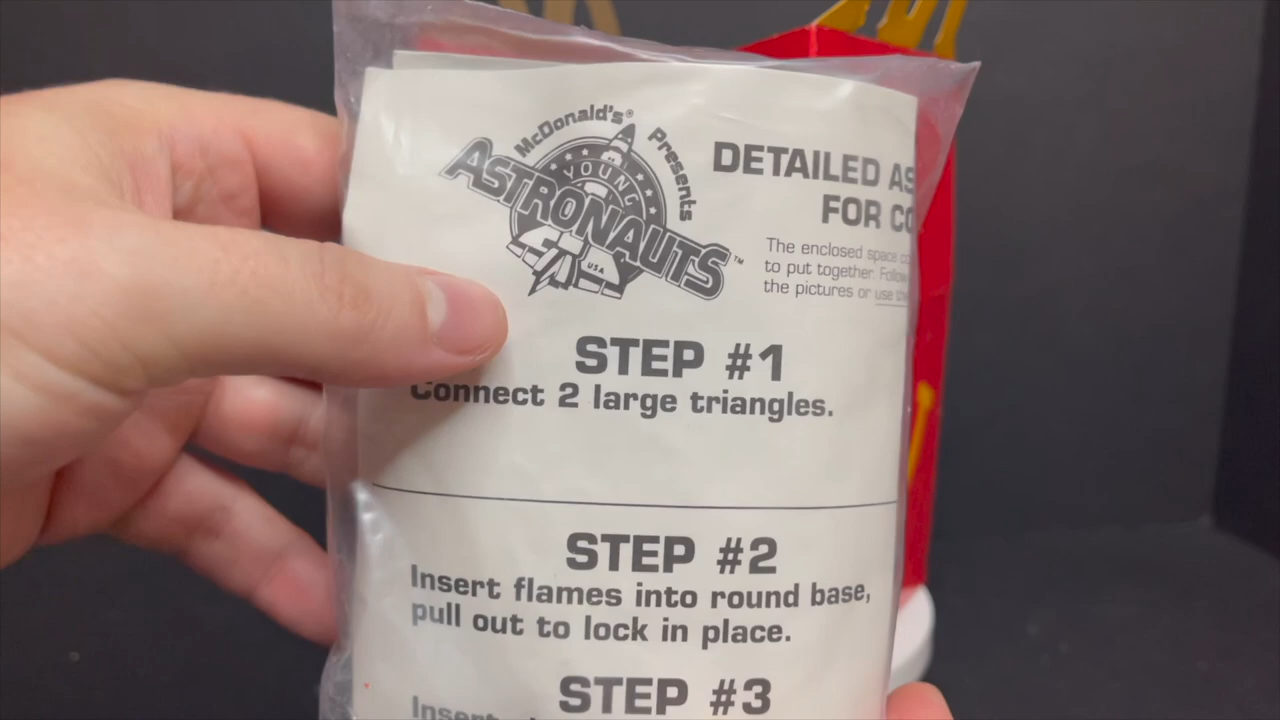 McDonald's® Presents
YOUNG
ASTRONAUTS™
USA
DETAILED AS
FOR CO
The enclosed space
to put together. Follow
the pictures or use
STEP #1
Connect 2 large triangles.
STEP #2
Insert flames into round base,
pull out to lock in place.
STEP #3
Insert